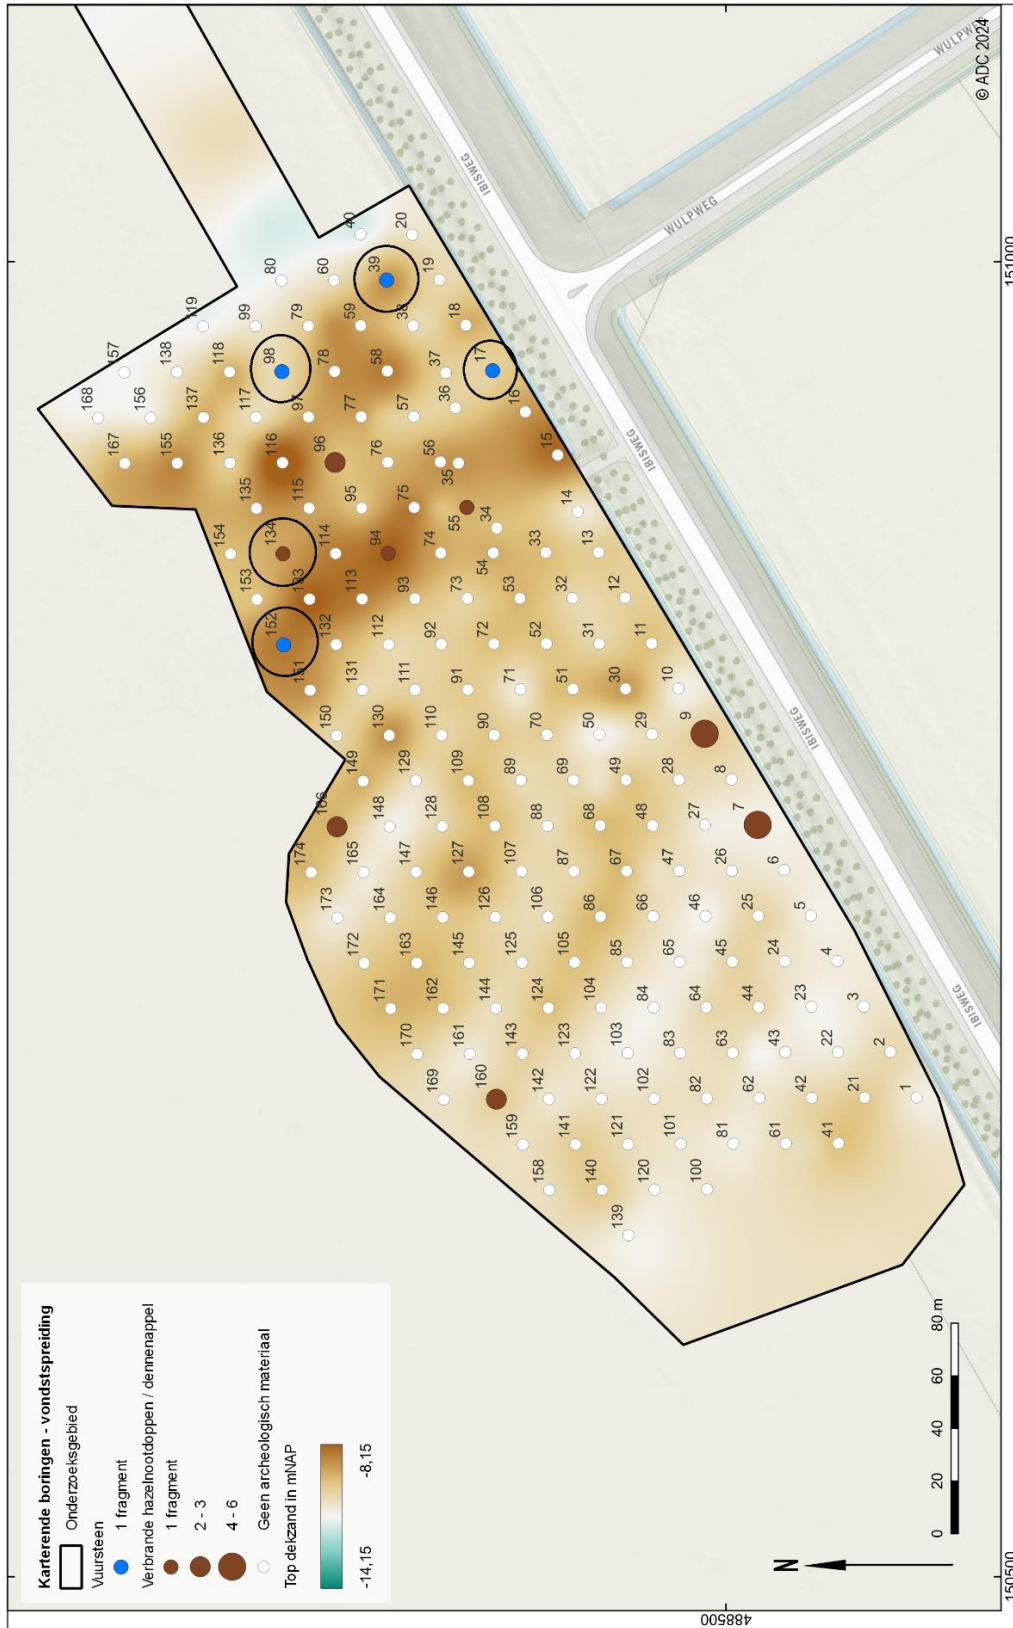 Karterende boringen - vondstspreiding
Onderzoeksgebied
Vuursteen
1 fragment
Verbrande hazelnootdoppen / dennenappel
1 fragment
2 - 3
4 - 6
Geen archeologisch materiaal
Top dekzand in mNAP
-14,15 -8,15
168 157
167 156 138 119
155 137 118 99 80
154 136 117 98 79 60 40
153 135 116 97 78 59 39 20
174 166 150 151 152 134 115 96 77 58 38 19
173 165 149 131 132 133 114 95 76 57 37 18
172 164 148 130 112 113 94 75 56 36 17
171 163 147 129 111 93 74 55 35 16
170 162 146 128 110 92 73 54 34 15
169 161 145 127 109 91 72 53 33 14
160 144 126 108 90 71 52 32 13
159 143 125 107 89 70 51 31 12
158 142 124 106 88 69 50 30 11
141 123 105 87 68 49 29 10
140 122 104 86 67 48 28 9
139 121 103 85 66 47 27 8
120 102 84 65 46 26 7
101 83 64 45 25 6
100 82 63 44 24 5
81 62 43 23 4
61 42 22 3
41 21 2
1
IBISWEG
IBISWEG
IBISWEG
IBISWEG
WULPWEG
WULPWEG
N
0 20 40 60 80 m
© ADC 2024
488500
150500
151000